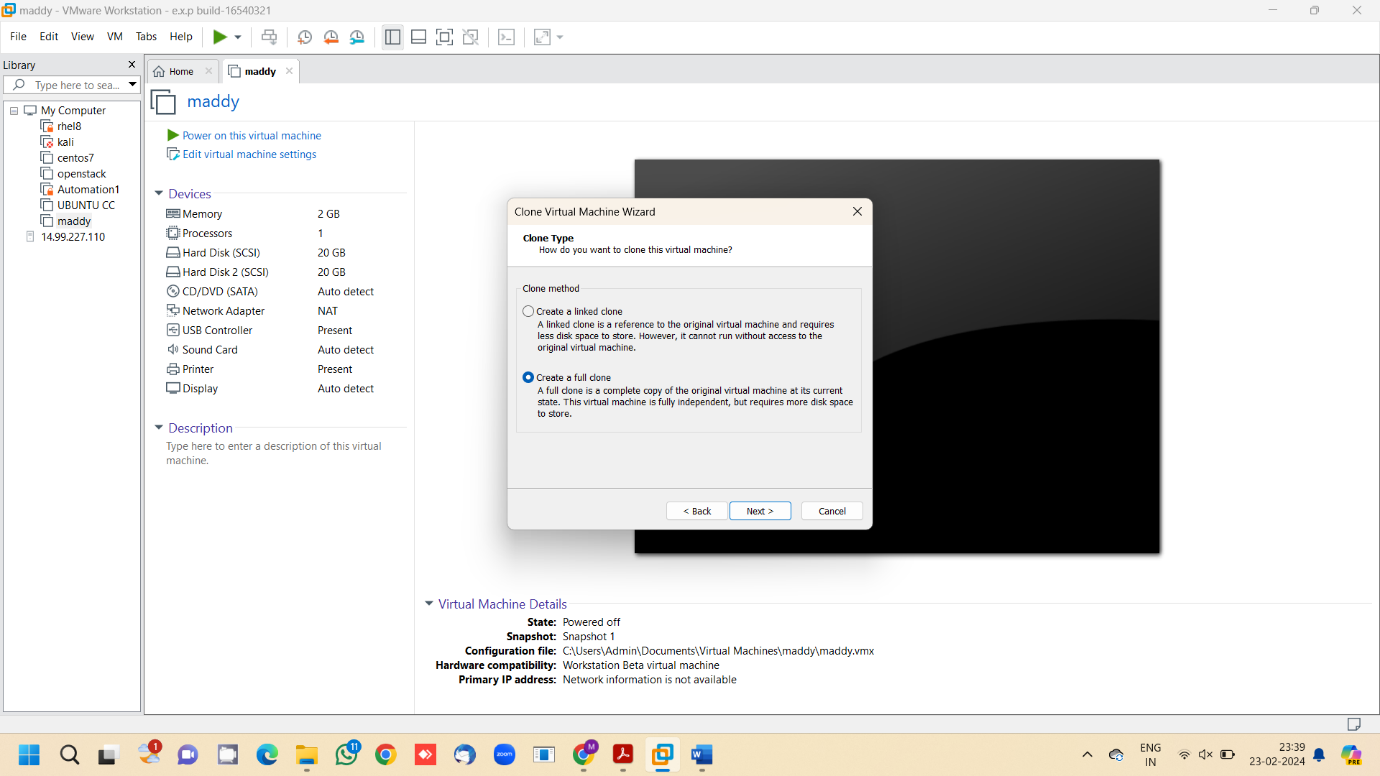 maddy - VMware Workstation - e.x.p build-16540321
File Edit View VM Tabs Help
Library
Type here to sea...
My Computer
rhel8
kali
centos7
openstack
Automation1
UBUNTU CC
maddy
14.99.227.110
Home
maddy
maddy
Power on this virtual machine
Edit virtual machine settings
Devices
Memory 2 GB
Processors 1
Hard Disk (SCSI) 20 GB
Hard Disk 2 (SCSI) 20 GB
CD/DVD (SATA) Auto detect
Network Adapter NAT
USB Controller Present
Sound Card Auto detect
Printer Present
Display Auto detect
Description
Type here to enter a description of this virtual
machine.
Clone Virtual Machine Wizard
Clone Type
How do you want to clone this virtual machine?
Clone method
Create a linked clone
A linked clone is a reference to the original virtual machine and requires
less disk space to store. However, it cannot run without access to the
original virtual machine.
Create a full clone
A full clone is a complete copy of the original virtual machine at its current
state. This virtual machine is fully independent, but requires more disk space
to store.
< Back Next > Cancel
Virtual Machine Details
State: Powered off
Snapshot: Snapshot 1
Configuration file: C:\Users\Admin\Documents\Virtual Machines\maddy\maddy.vmx
Hardware compatibility: Workstation Beta virtual machine
Primary IP address: Network information is not available
1
11
zoom
M
W
ENG
IN
23:39
23-02-2024
PRE